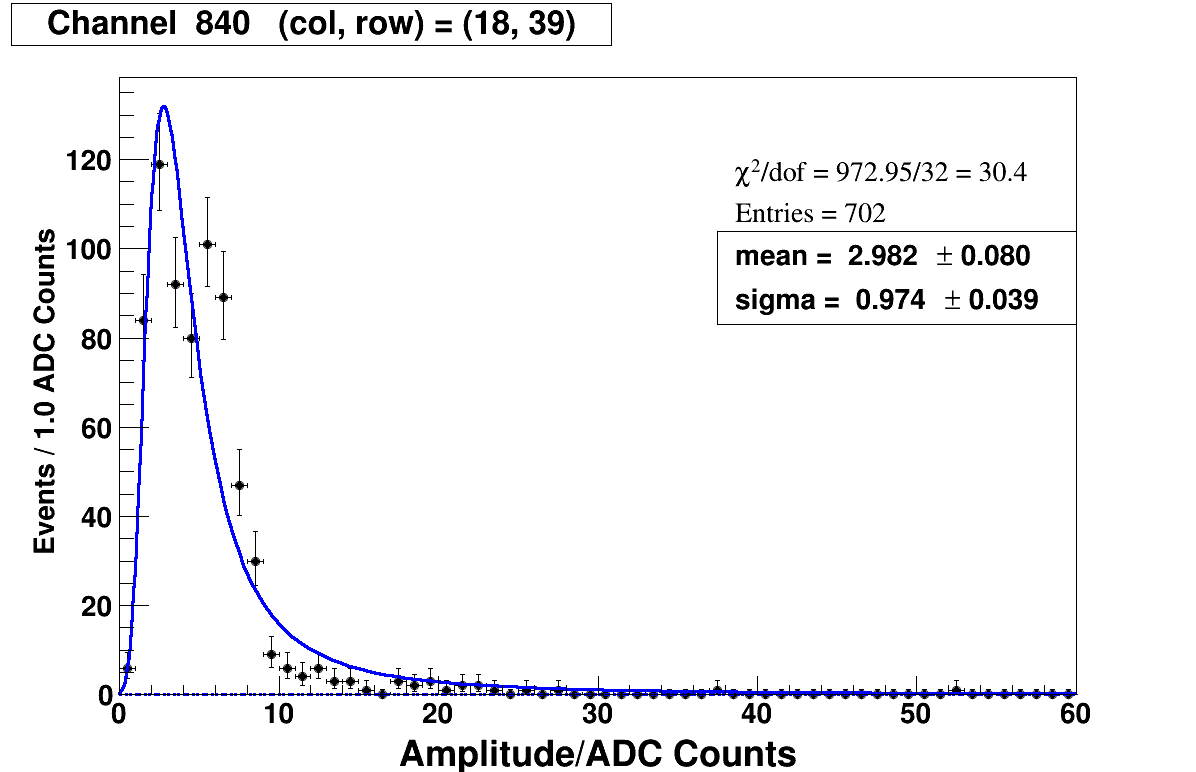 Channel 840 (col, row) = (18, 39)
χ²/dof = 972.95/32 = 30.4
Entries = 702
mean = 2.982 ± 0.080
sigma = 0.974 ± 0.039
Events / 1.0 ADC Counts
120
100
80
60
40
20
0
0 10 20 30 40 50 60
Amplitude/ADC Counts